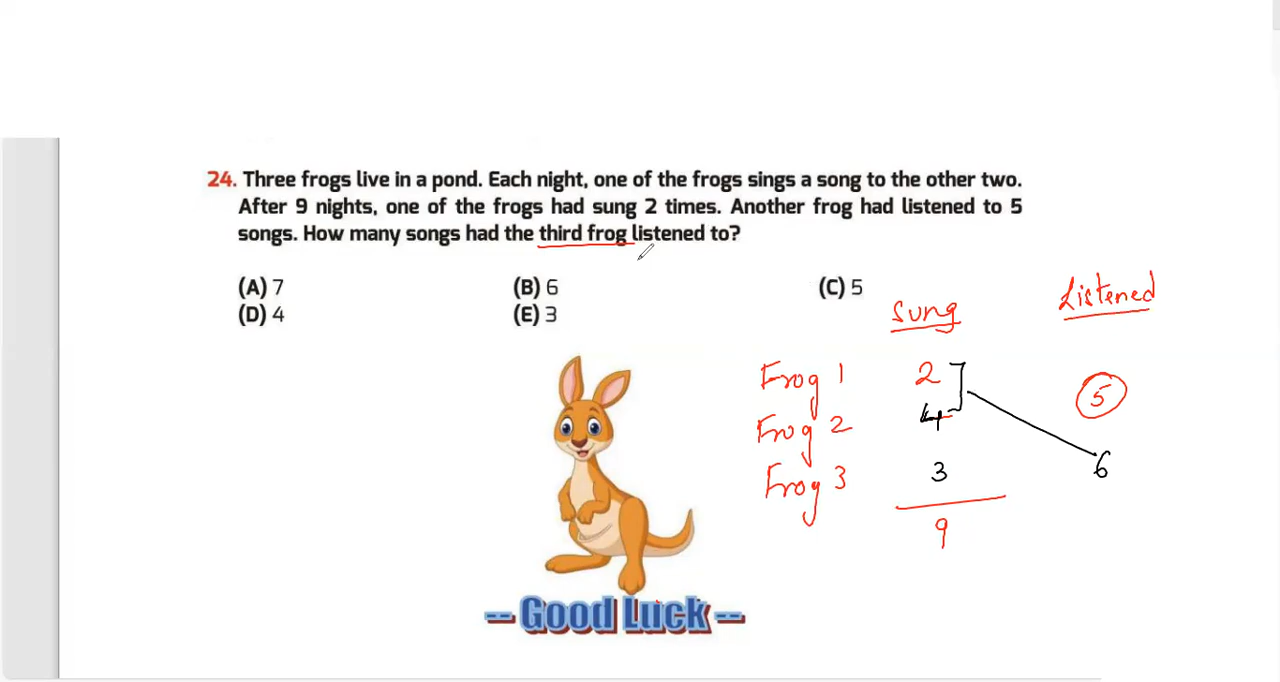 24. Three frogs live in a pond. Each night, one of the frogs sings a song to the other two.
After 9 nights, one of the frogs had sung 2 times. Another frog had listened to 5
songs. How many songs had the third frog listened to?
(A) 7 (B) 6 (C) 5
(D) 4 (E) 3
Sung Listened
Frog 1 2 5
Frog 2 4
Frog 3 3 6
9
-- Good Luck --